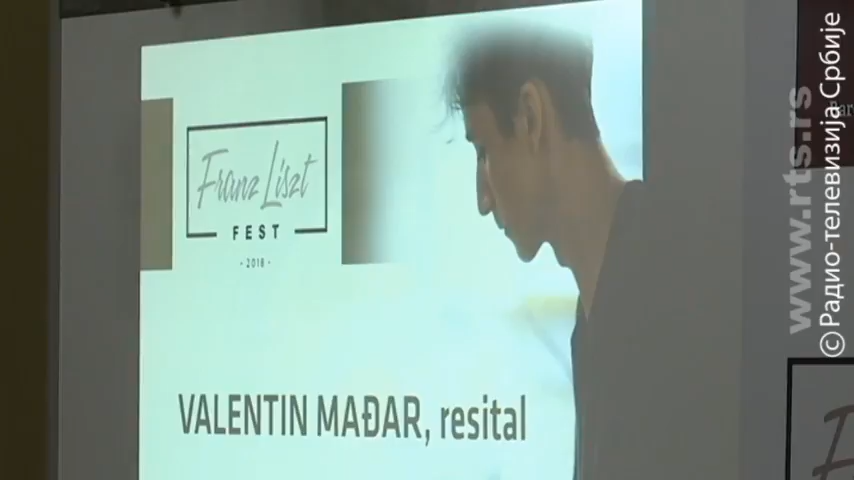 Franz Liszt
FEST
- 2018 -
VALENTIN MAĐAR, resital
www.rts.rs
©Радио-телевизија Србије